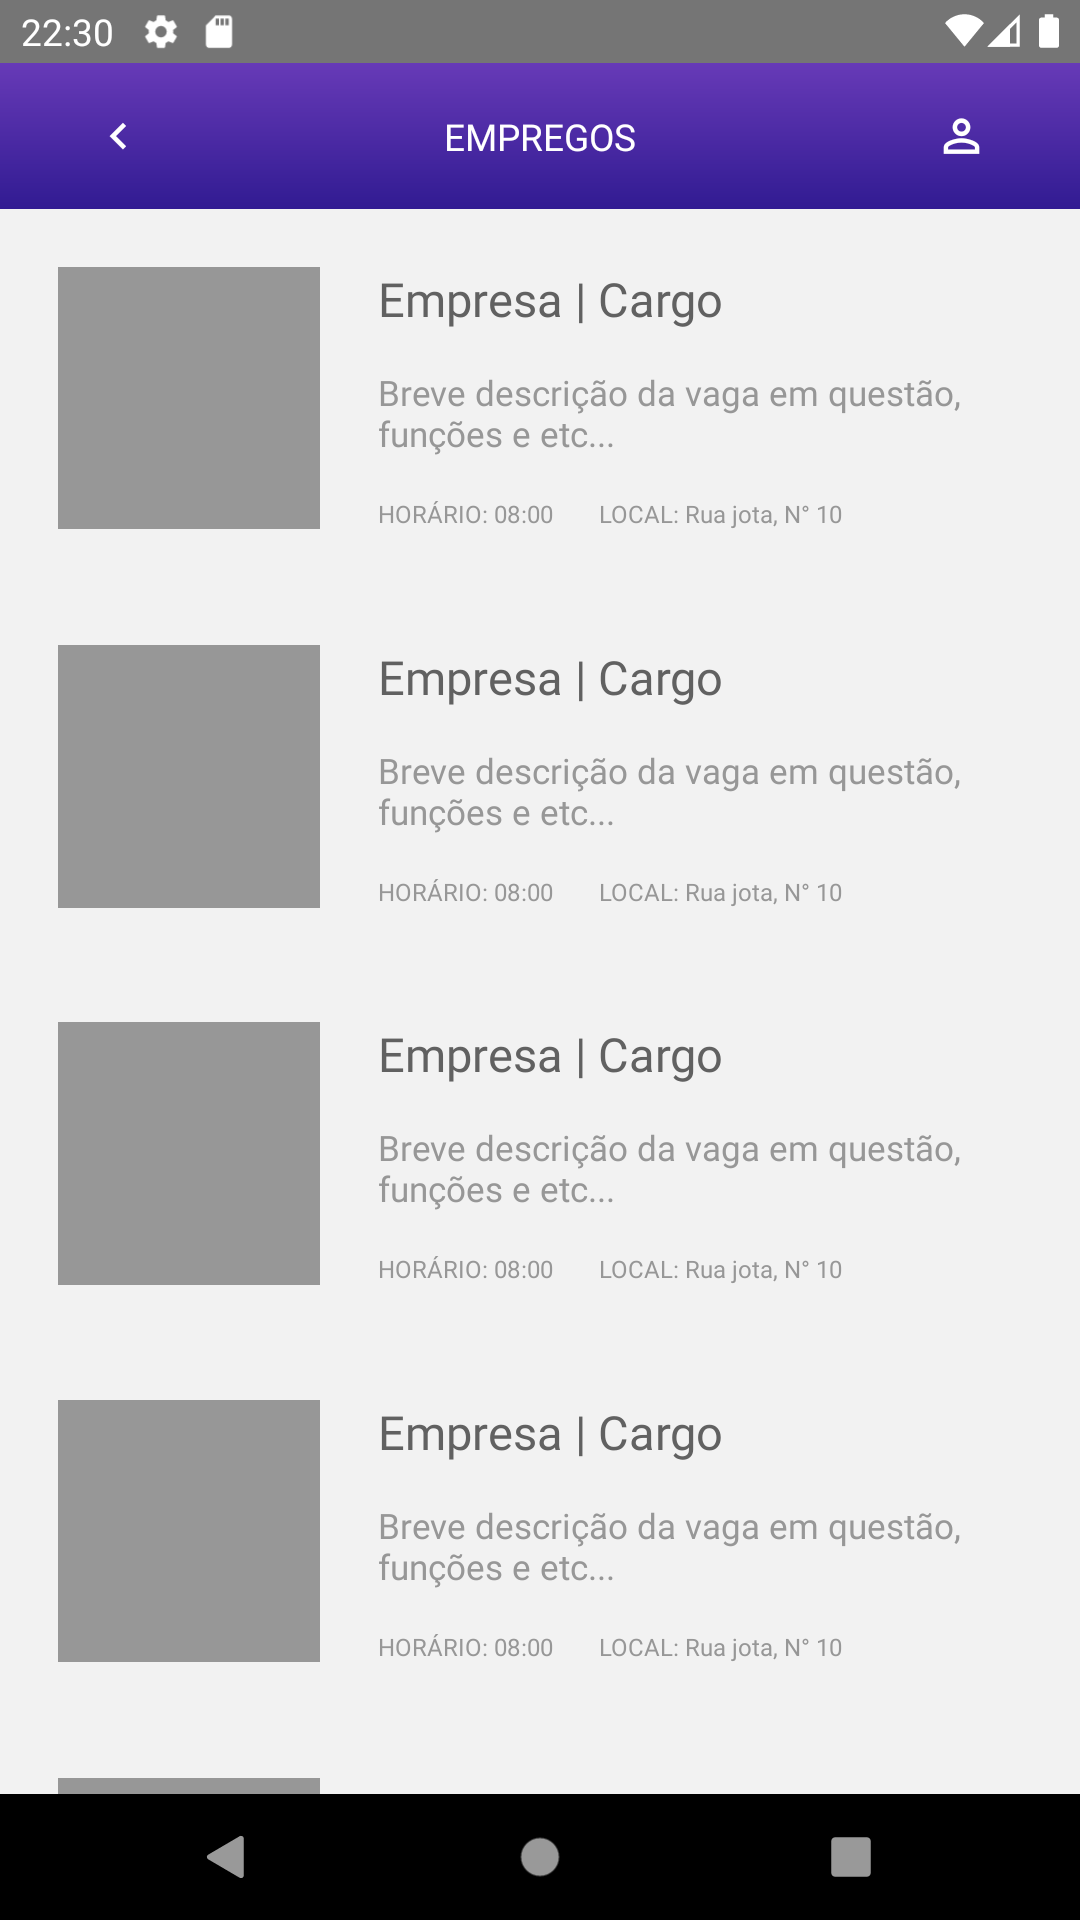 22:30
EMPREGOS
Empresa | Cargo
Breve descrição da vaga em questão,
funções e etc...
HORÁRIO: 08:00 LOCAL: Rua jota, N° 10
Empresa | Cargo
Breve descrição da vaga em questão,
funções e etc...
HORÁRIO: 08:00 LOCAL: Rua jota, N° 10
Empresa | Cargo
Breve descrição da vaga em questão,
funções e etc...
HORÁRIO: 08:00 LOCAL: Rua jota, N° 10
Empresa | Cargo
Breve descrição da vaga em questão,
funções e etc...
HORÁRIO: 08:00 LOCAL: Rua jota, N° 10